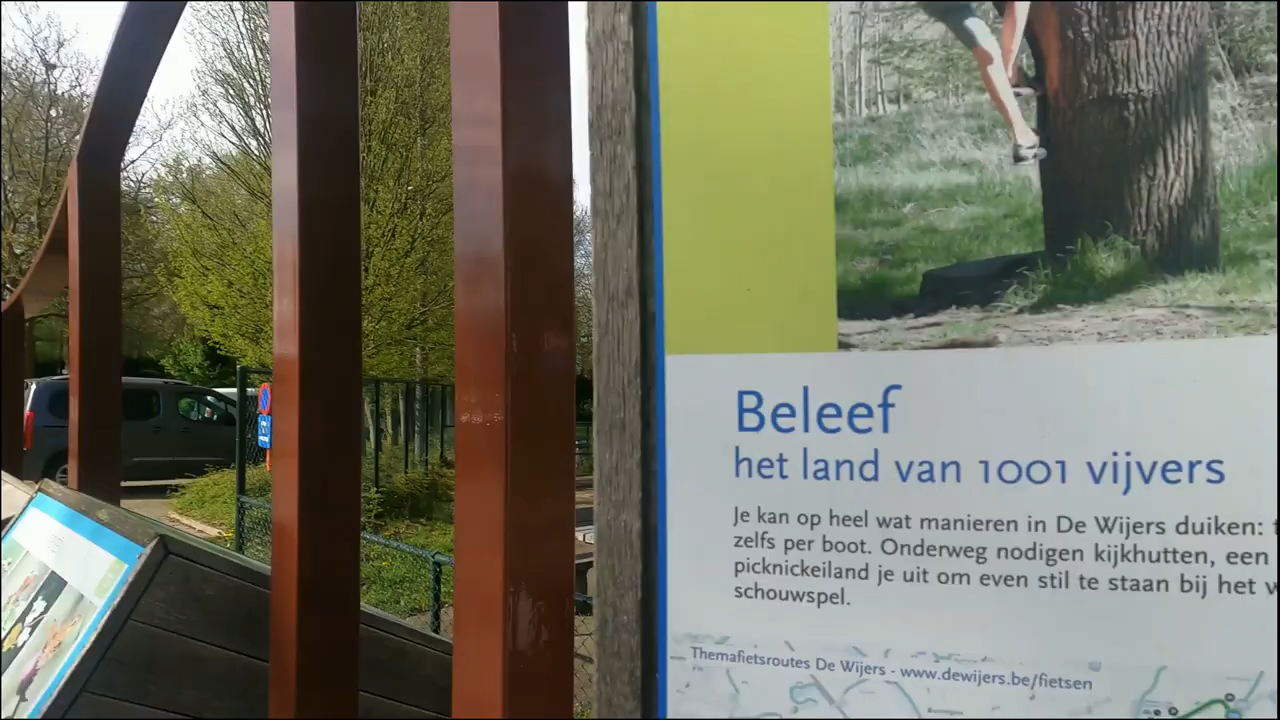 Beleef
het land van 1001 vijvers
Je kan op heel wat manieren in De Wijers duiken:
zelfs per boot. Onderweg nodigen kijkhutten, een
picknickeiland je uit om even stil te staan bij het
schouwspel.
Themafietsroutes De Wijers - www.dewijers.be/fietsen